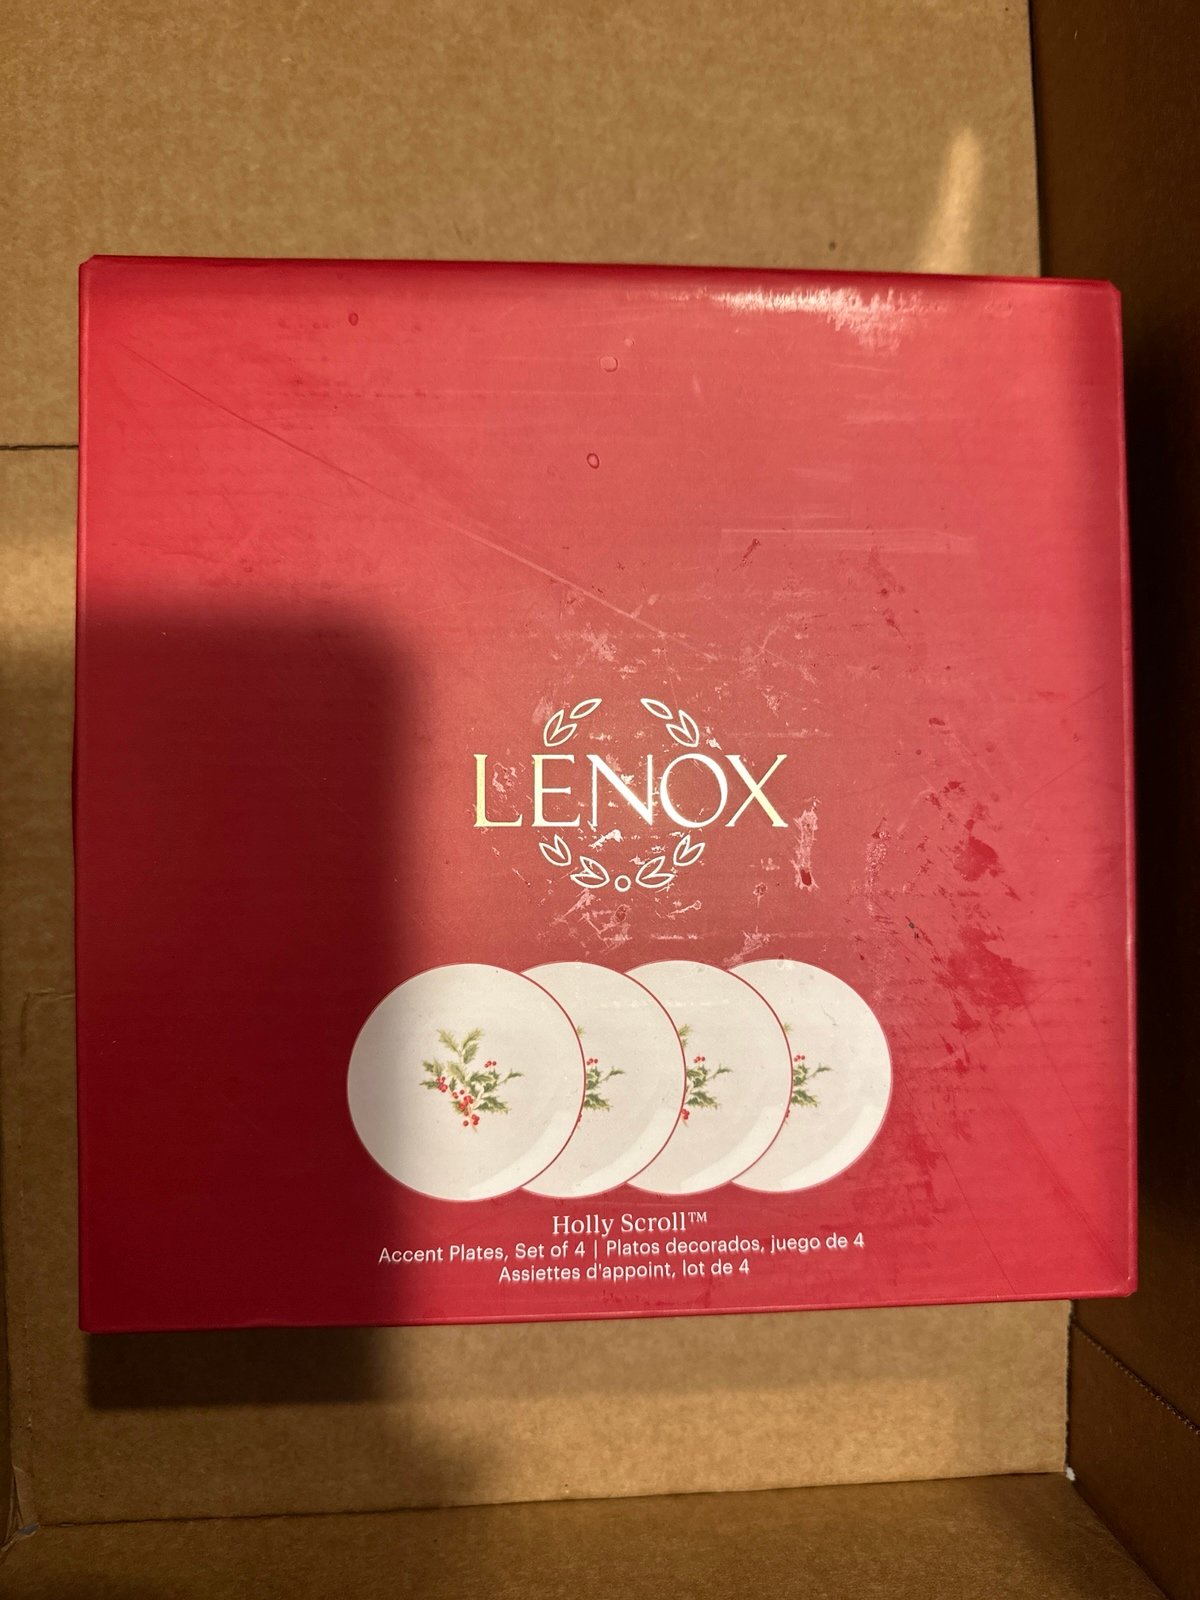 LENOX
Holly Scroll™
Accent Plates, Set of 4 | Platos decorados, juego de 4
Assiettes d'appoint, lot de 4